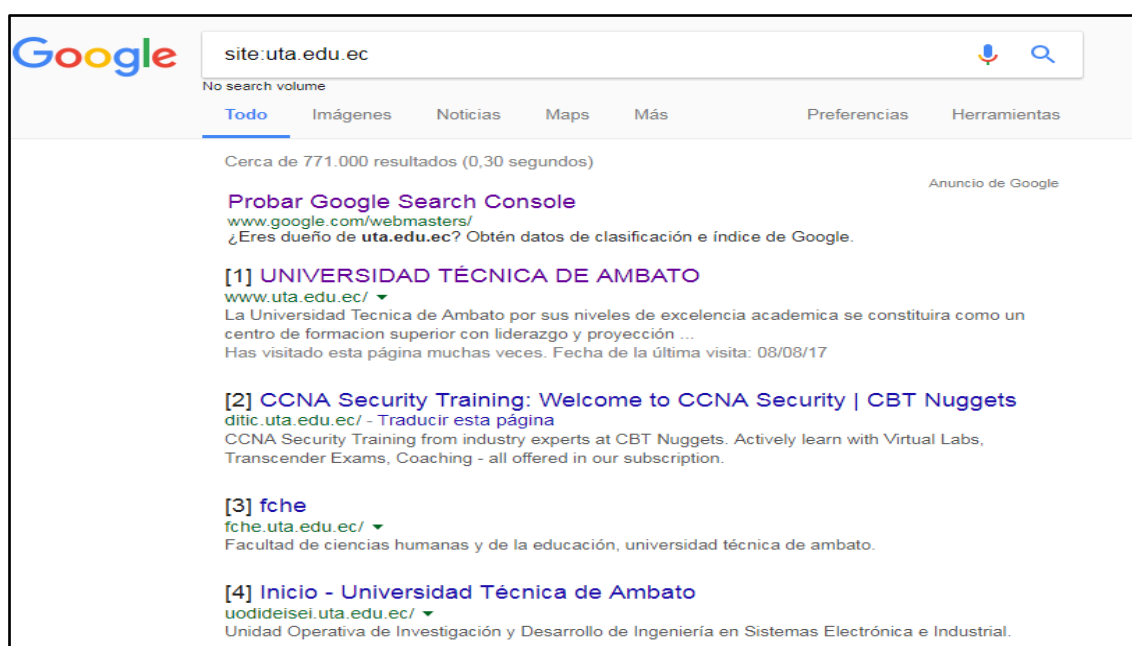 Google
site:uta.edu.ec
No search volume
Todo Imágenes Noticias Maps Más Preferencias Herramientas
Cerca de 771.000 resultados (0,30 segundos)
Anuncio de Google
Probar Google Search Console
www.google.com/webmasters/
¿Eres dueño de uta.edu.ec? Obtén datos de clasificación e índice de Google.
[1] UNIVERSIDAD TÉCNICA DE AMBATO
www.uta.edu.ec/
La Universidad Tecnica de Ambato por sus niveles de excelencia academica se constituira como un
centro de formacion superior con liderazgo y proyección ...
Has visitado esta página muchas veces. Fecha de la última visita: 08/08/17
[2] CCNA Security Training: Welcome to CCNA Security | CBT Nuggets
ditic.uta.edu.ec/ - Traducir esta página
CCNA Security Training from industry experts at CBT Nuggets. Actively learn with Virtual Labs,
Transcender Exams, Coaching - all offered in our subscription.
[3] fche
fche.uta.edu.ec/
Facultad de ciencias humanas y de la educación, universidad técnica de ambato.
[4] Inicio - Universidad Técnica de Ambato
uodideisei.uta.edu.ec/
Unidad Operativa de Investigación y Desarrollo de Ingeniería en Sistemas Electrónica e Industrial.